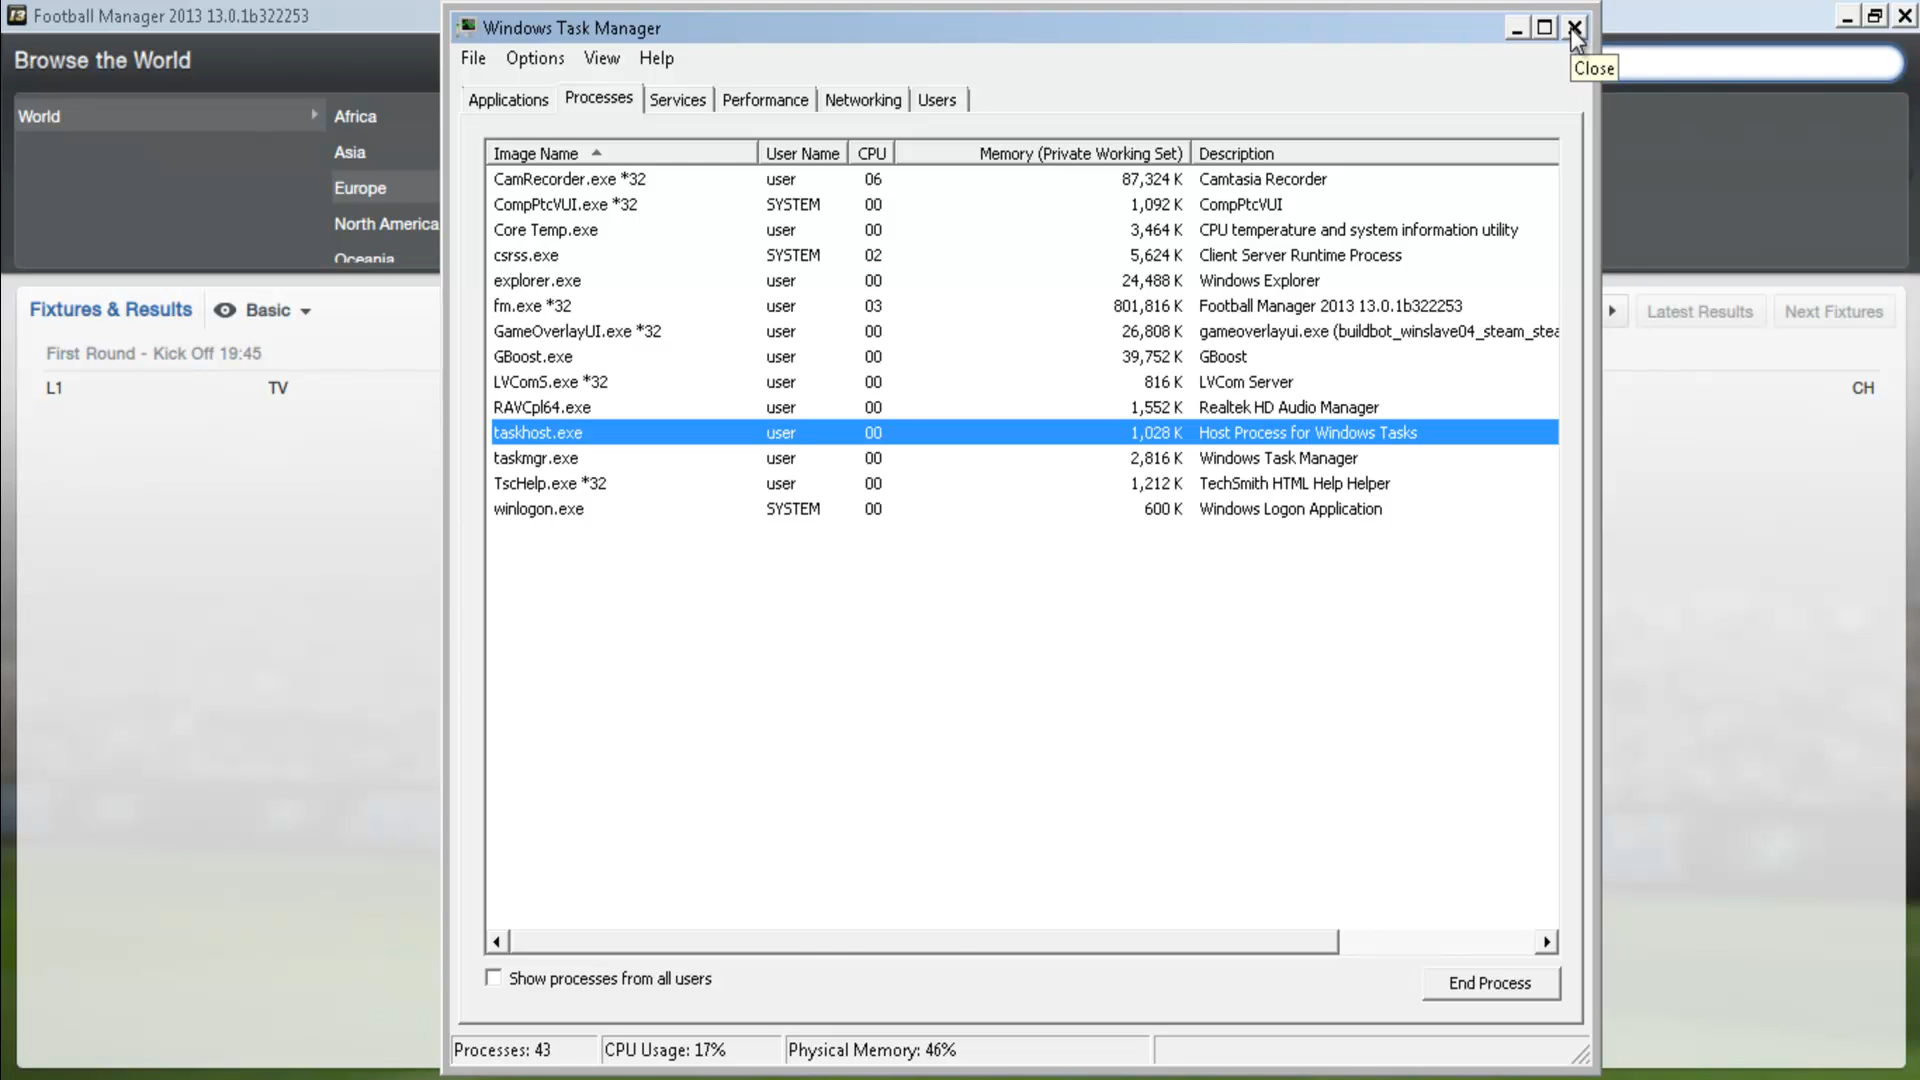 Football Manager 2013 13.0.1b322253
Browse the World
World
Africa
Asia
Europe
North America
Oceania
Fixtures & Results
Basic
First Round - Kick Off 19:45
L1 TV
Windows Task Manager
Close
File Options View Help
Applications Processes Services Performance Networking Users
Image Name User Name CPU Memory (Private Working Set) Description
CamRecorder.exe *32 user 06 87,324 K Camtasia Recorder
CompPtcVUI.exe *32 SYSTEM 00 1,092 K CompPtcVUI
Core Temp.exe user 00 3,464 K CPU temperature and system information utility
csrss.exe SYSTEM 02 5,624 K Client Server Runtime Process
explorer.exe user 00 24,488 K Windows Explorer
fm.exe *32 user 03 801,816 K Football Manager 2013 13.0.1b322253
GameOverlayUI.exe *32 user 00 26,808 K gameoverlayui.exe (buildbot_winslave04_steam_stea
GBoost.exe user 00 39,752 K GBoost
LVComS.exe *32 user 00 816 K LVCom Server
RAVCpl64.exe user 00 1,552 K Realtek HD Audio Manager
taskhost.exe user 00 1,028 K Host Process for Windows Tasks
taskmgr.exe user 00 2,816 K Windows Task Manager
TscHelp.exe *32 user 00 1,212 K TechSmith HTML Help Helper
winlogon.exe SYSTEM 00 600 K Windows Logon Application
Show processes from all users
End Process
Processes: 43 CPU Usage: 17% Physical Memory: 46%
Latest Results Next Fixtures
CH